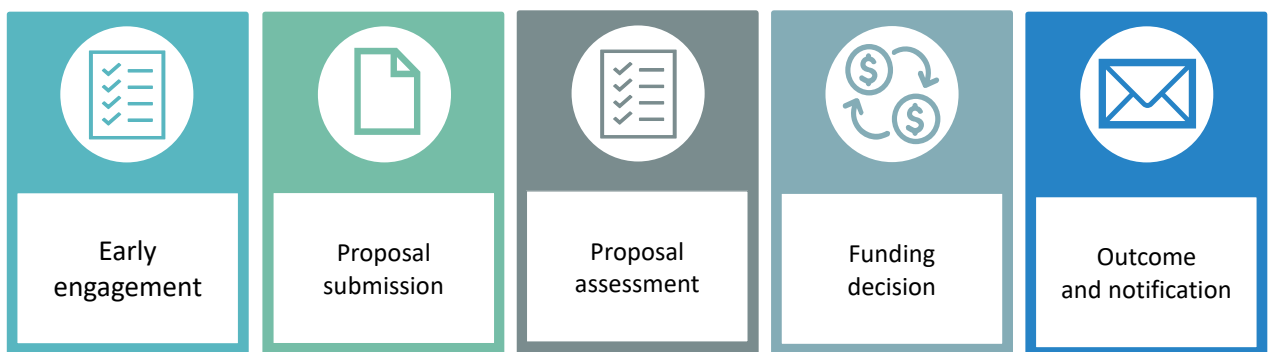 Early
engagement
Proposal
submission
Proposal
assessment
Funding
decision
Outcome
and notification